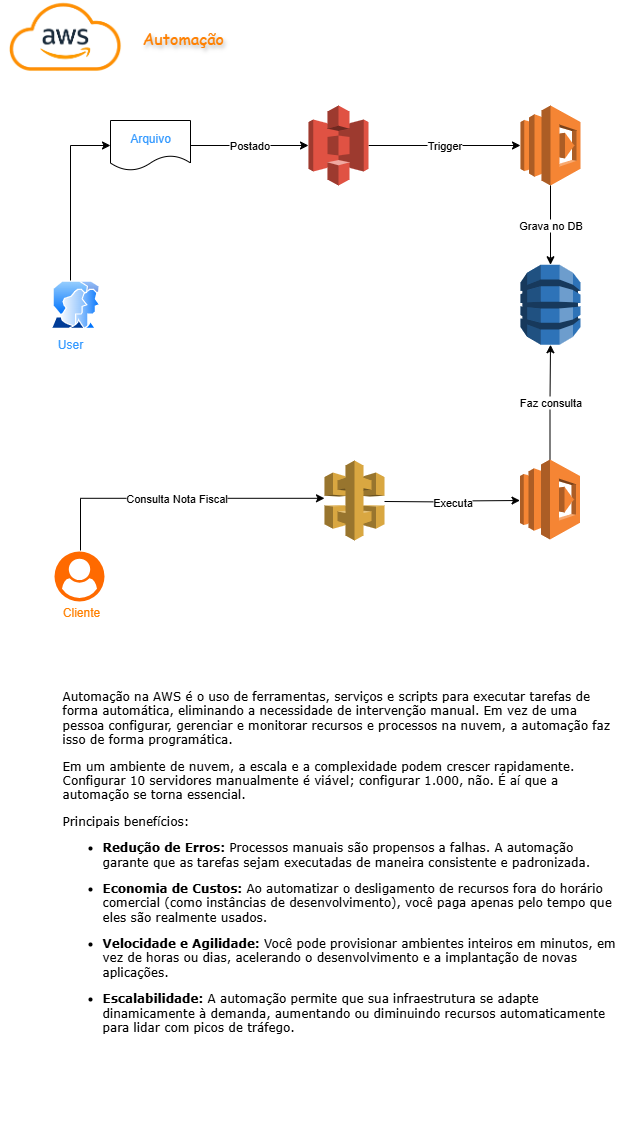 aws
Automação
Arquivo
Postado
Trigger
Grava no DB
User
Faz consulta
Consulta Nota Fiscal
Executa
Cliente
Automação na AWS é o uso de ferramentas, serviços e scripts para executar tarefas de
forma automática, eliminando a necessidade de intervenção manual. Em vez de uma
pessoa configurar, gerenciar e monitorar recursos e processos na nuvem, a automação faz
isso de forma programática.
Em um ambiente de nuvem, a escala e a complexidade podem crescer rapidamente.
Configurar 10 servidores manualmente é viável; configurar 1.000, não. É aí que a
automação se torna essencial.
Principais benefícios:
• Redução de Erros: Processos manuais são propensos a falhas. A automação
garante que as tarefas sejam executadas de maneira consistente e padronizada.
• Economia de Custos: Ao automatizar o desligamento de recursos fora do horário
comercial (como instâncias de desenvolvimento), você paga apenas pelo tempo que
eles são realmente usados.
• Velocidade e Agilidade: Você pode provisionar ambientes inteiros em minutos, em
vez de horas ou dias, acelerando o desenvolvimento e a implantação de novas
aplicações.
• Escalabilidade: A automação permite que sua infraestrutura se adapte
dinamicamente à demanda, aumentando ou diminuindo recursos automaticamente
para lidar com picos de tráfego.